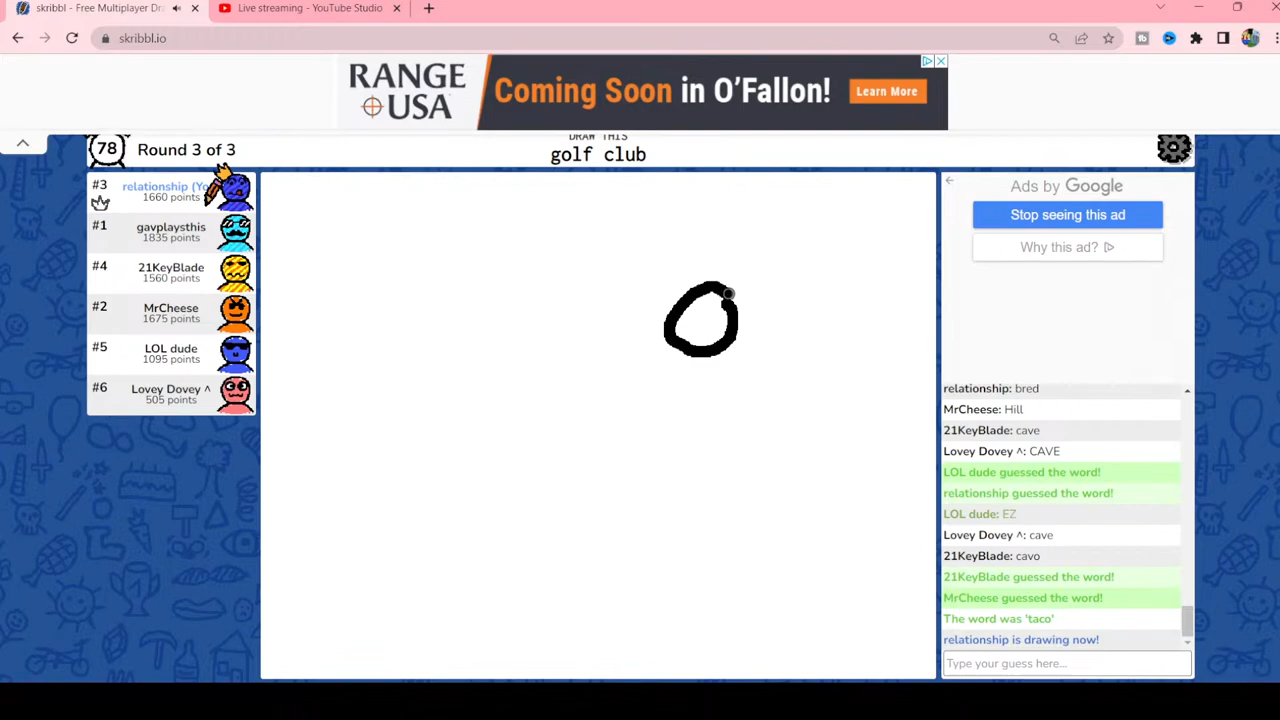 skribbl - Free Multiplayer Dr
Live streaming - YouTube Studio
skribbl.io
RANGE USA
Coming Soon in O'Fallon!
Learn More
78
Round 3 of 3
DRAW THIS
golf club
#3 relationship (Yo
1660 points
#1 gavplaysthis
1835 points
#4 21KeyBlade
1560 points
#2 MrCheese
1675 points
#5 LOL dude
1095 points
#6 Lovey Dovey ^
505 points
Ads by Google
Stop seeing this ad
Why this ad?
relationship: bred
MrCheese: Hill
21KeyBlade: cave
Lovey Dovey ^: CAVE
LOL dude guessed the word!
relationship guessed the word!
LOL dude: EZ
Lovey Dovey ^: cave
21KeyBlade: cavo
21KeyBlade guessed the word!
MrCheese guessed the word!
The word was 'taco'
relationship is drawing now!
Type your guess here...